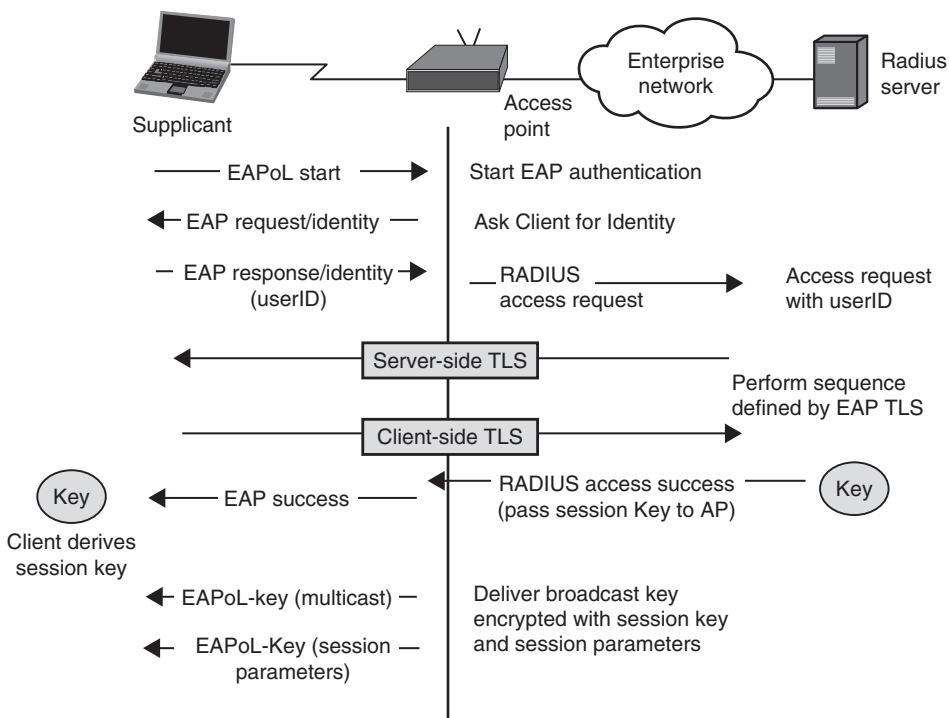 Enterprise
network
Radius
server
Supplicant
Access
point
EAPoL start
Start EAP authentication
EAP request/identity
Ask Client for Identity
EAP response/identity
(userID)
RADIUS
access request
Access request
with userID
Server-side TLS
Perform sequence
defined by EAP TLS
Client-side TLS
Key
EAP success
RADIUS access success
(pass session Key to AP)
Key
Client derives
session key
EAPoL-key (multicast)
Deliver broadcast key
encrypted with session key
and session parameters
EAPoL-Key (session
parameters)